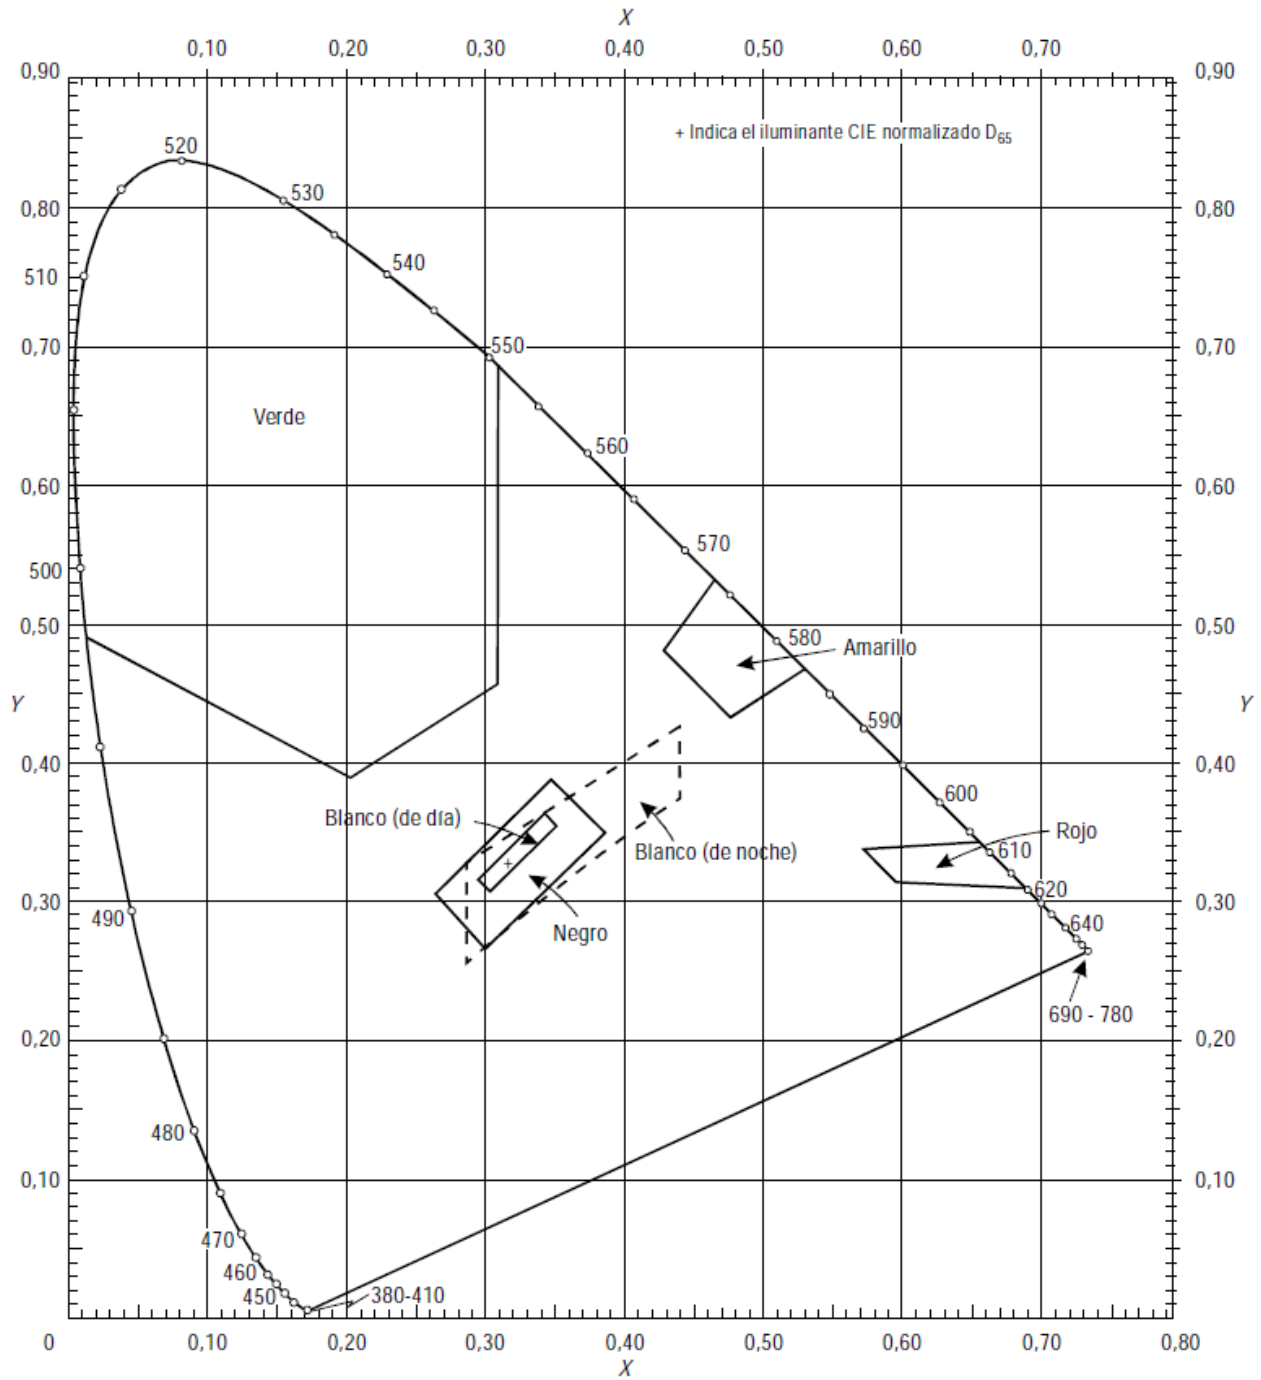 X
0,10 0,20 0,30 0,40 0,50 0,60 0,70
0,90 0,90
+ Indica el iluminante CIE normalizado D65
520
530
0,80 0,80
540
510
550
0,70 0,70
Verde
560
0,60 0,60
570
500
0,50 0,50
580
Amarillo
Y Y
590
0,40 0,40
600
Blanco (de día)
Rojo
610
Blanco (de noche)
620
0,30 0,30
490
640
Negro
690 - 780
0,20 0,20
480
0,10 0,10
470
460
450
380-410
0 0,10 0,20 0,30 0,40 0,50 0,60 0,70 0,80
X